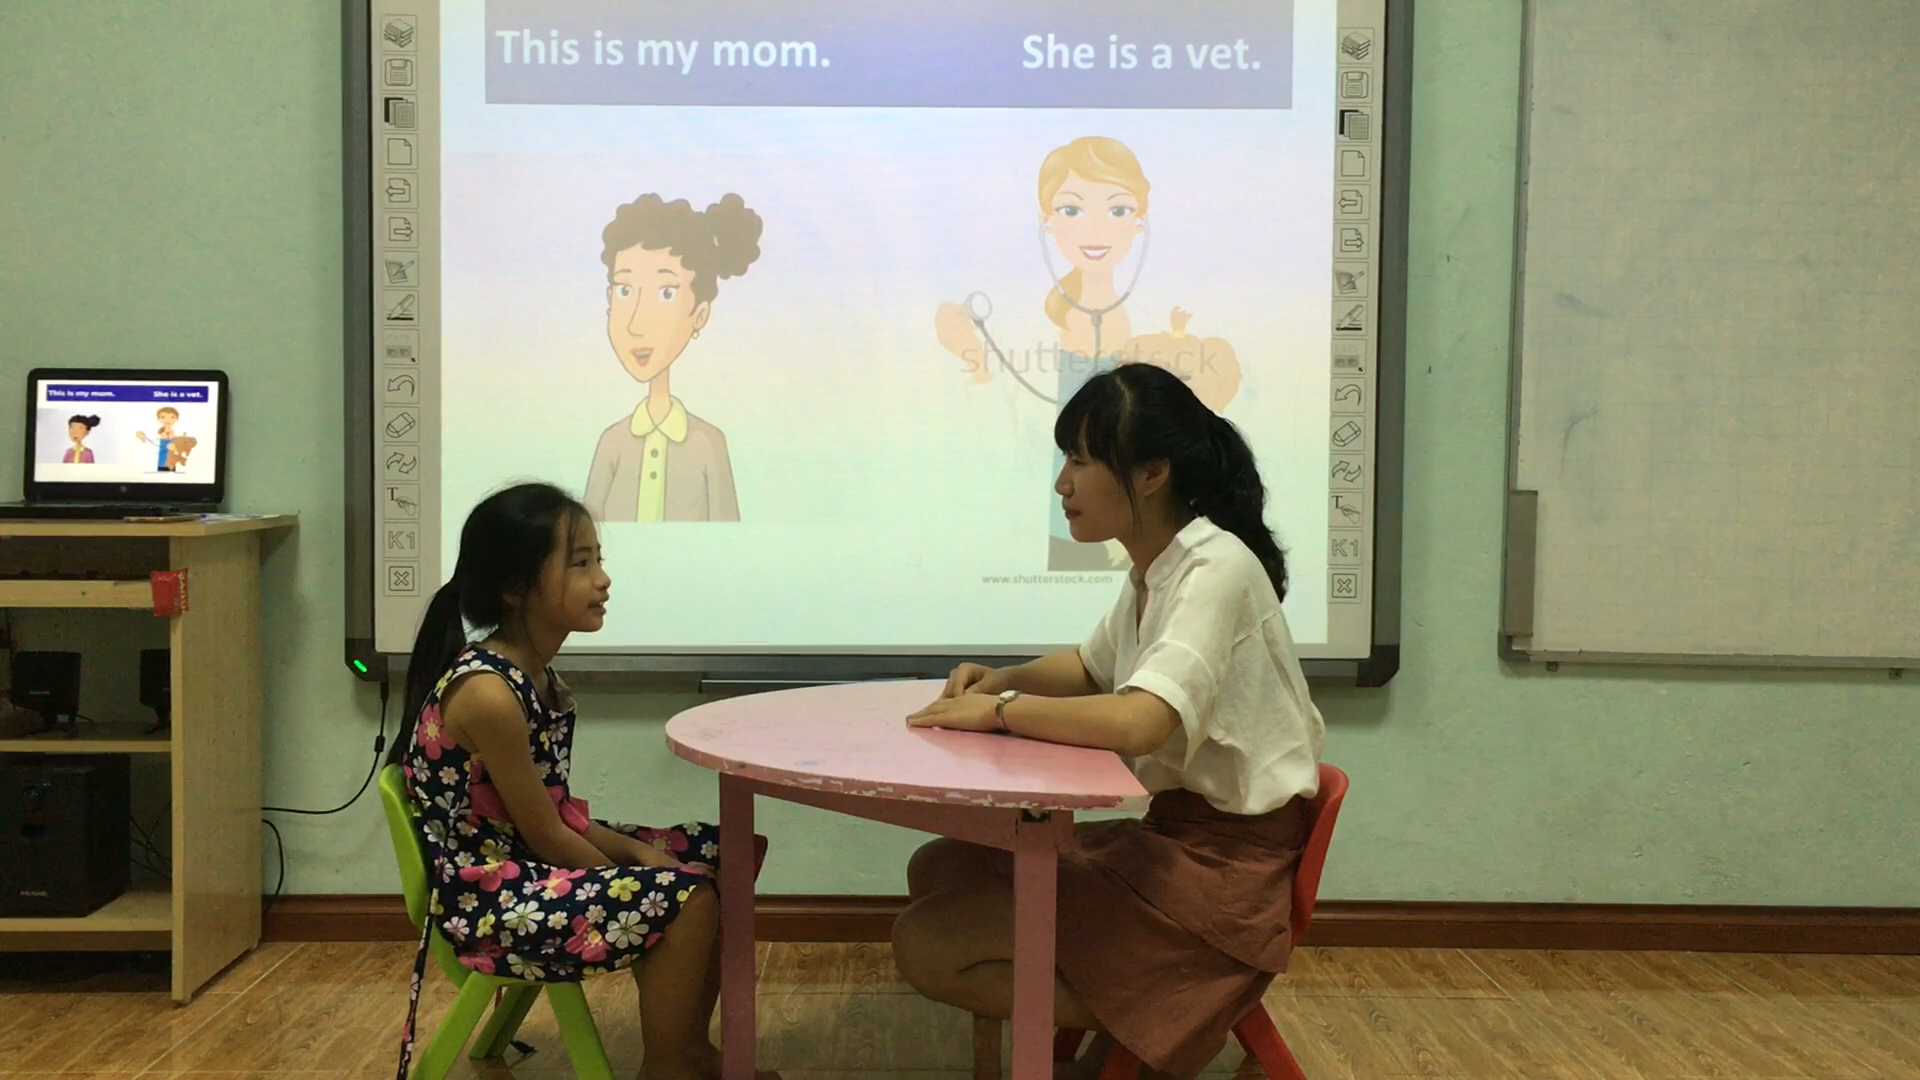 This is my mom. She is a vet.
shutterstock
www.shutterstock.com
This is my mom. She is a vet.
T
K1
T
K1